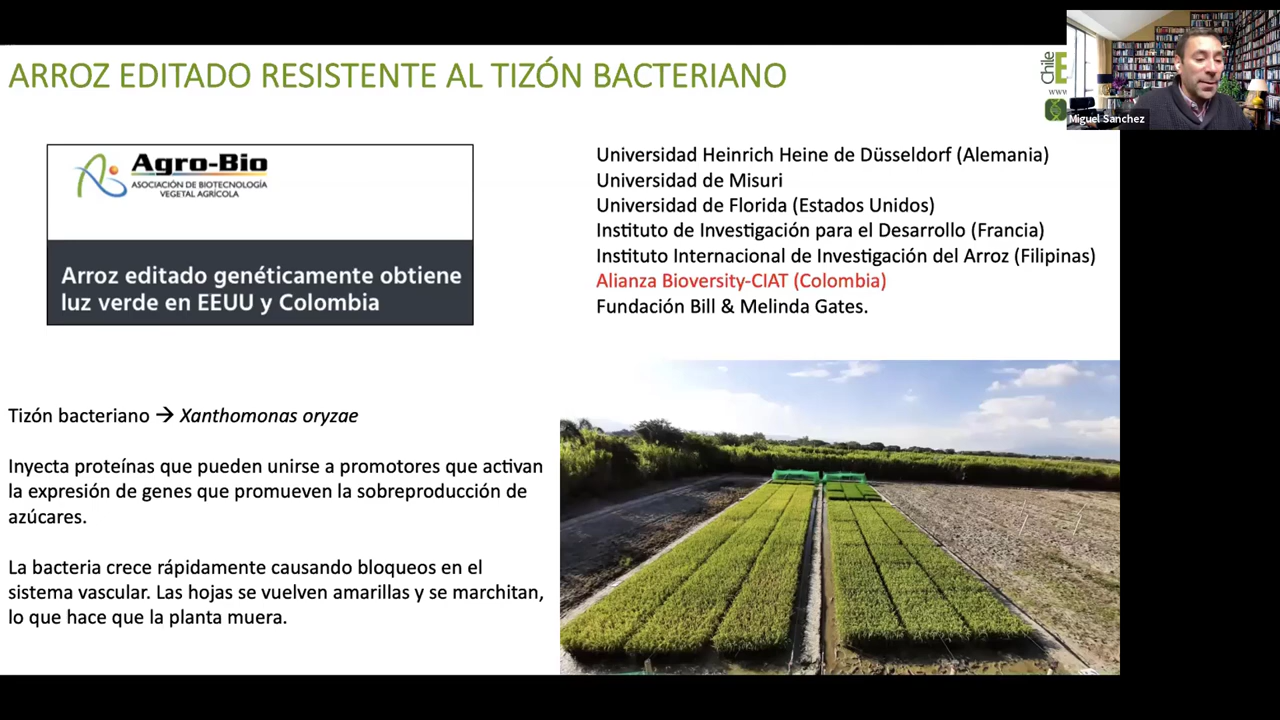 ARROZ EDITADO RESISTENTE AL TIZÓN BACTERIANO
Chile
www
Miguel Sanchez
Agro-Bio
ASOCIACIÓN DE BIOTECNOLOGÍA
VEGETAL AGRÍCOLA
Arroz editado genéticamente obtiene
luz verde en EEUU y Colombia
Universidad Heinrich Heine de Düsseldorf (Alemania)
Universidad de Misuri
Universidad de Florida (Estados Unidos)
Instituto de Investigación para el Desarrollo (Francia)
Instituto Internacional de Investigación del Arroz (Filipinas)
Alianza Bioversity-CIAT (Colombia)
Fundación Bill & Melinda Gates.
Tizón bacteriano → Xanthomonas oryzae
Inyecta proteínas que pueden unirse a promotores que activan
la expresión de genes que promueven la sobreproducción de
azúcares.
La bacteria crece rápidamente causando bloqueos en el
sistema vascular. Las hojas se vuelven amarillas y se marchitan,
lo que hace que la planta muera.